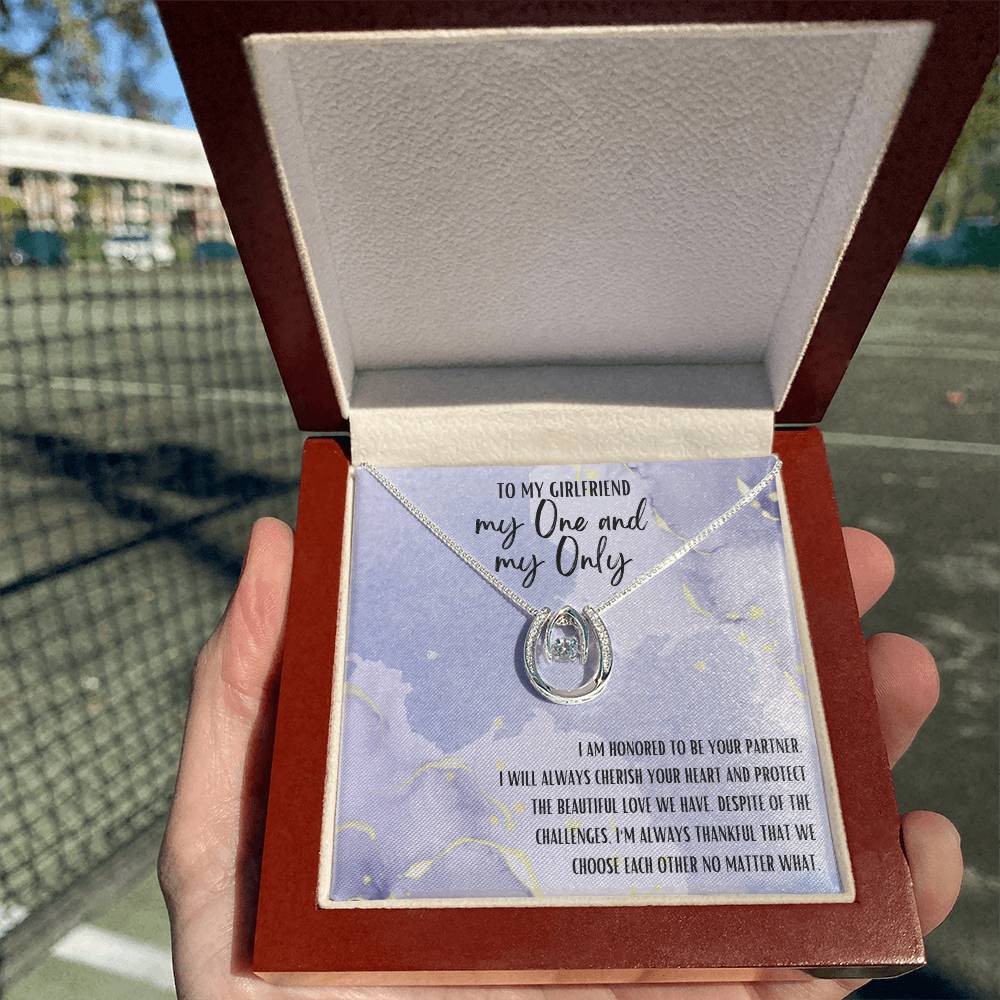 TO MY GIRLFRIEND
my One and
my Only
I AM HONORED TO BE YOUR PARTNER.
I WILL ALWAYS CHERISH YOUR HEART AND PROTECT
THE BEAUTIFUL LOVE WE HAVE. DESPITE OF THE
CHALLENGES, I'M ALWAYS THANKFUL THAT WE
CHOOSE EACH OTHER NO MATTER WHAT.